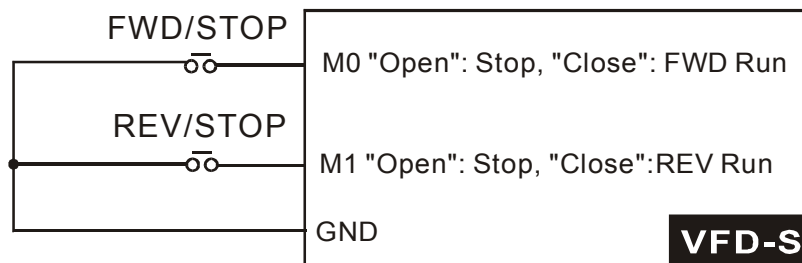 FWD/STOP
M0 "Open": Stop, "Close": FWD Run
REV/STOP
M1 "Open": Stop, "Close":REV Run
GND
VFD-S